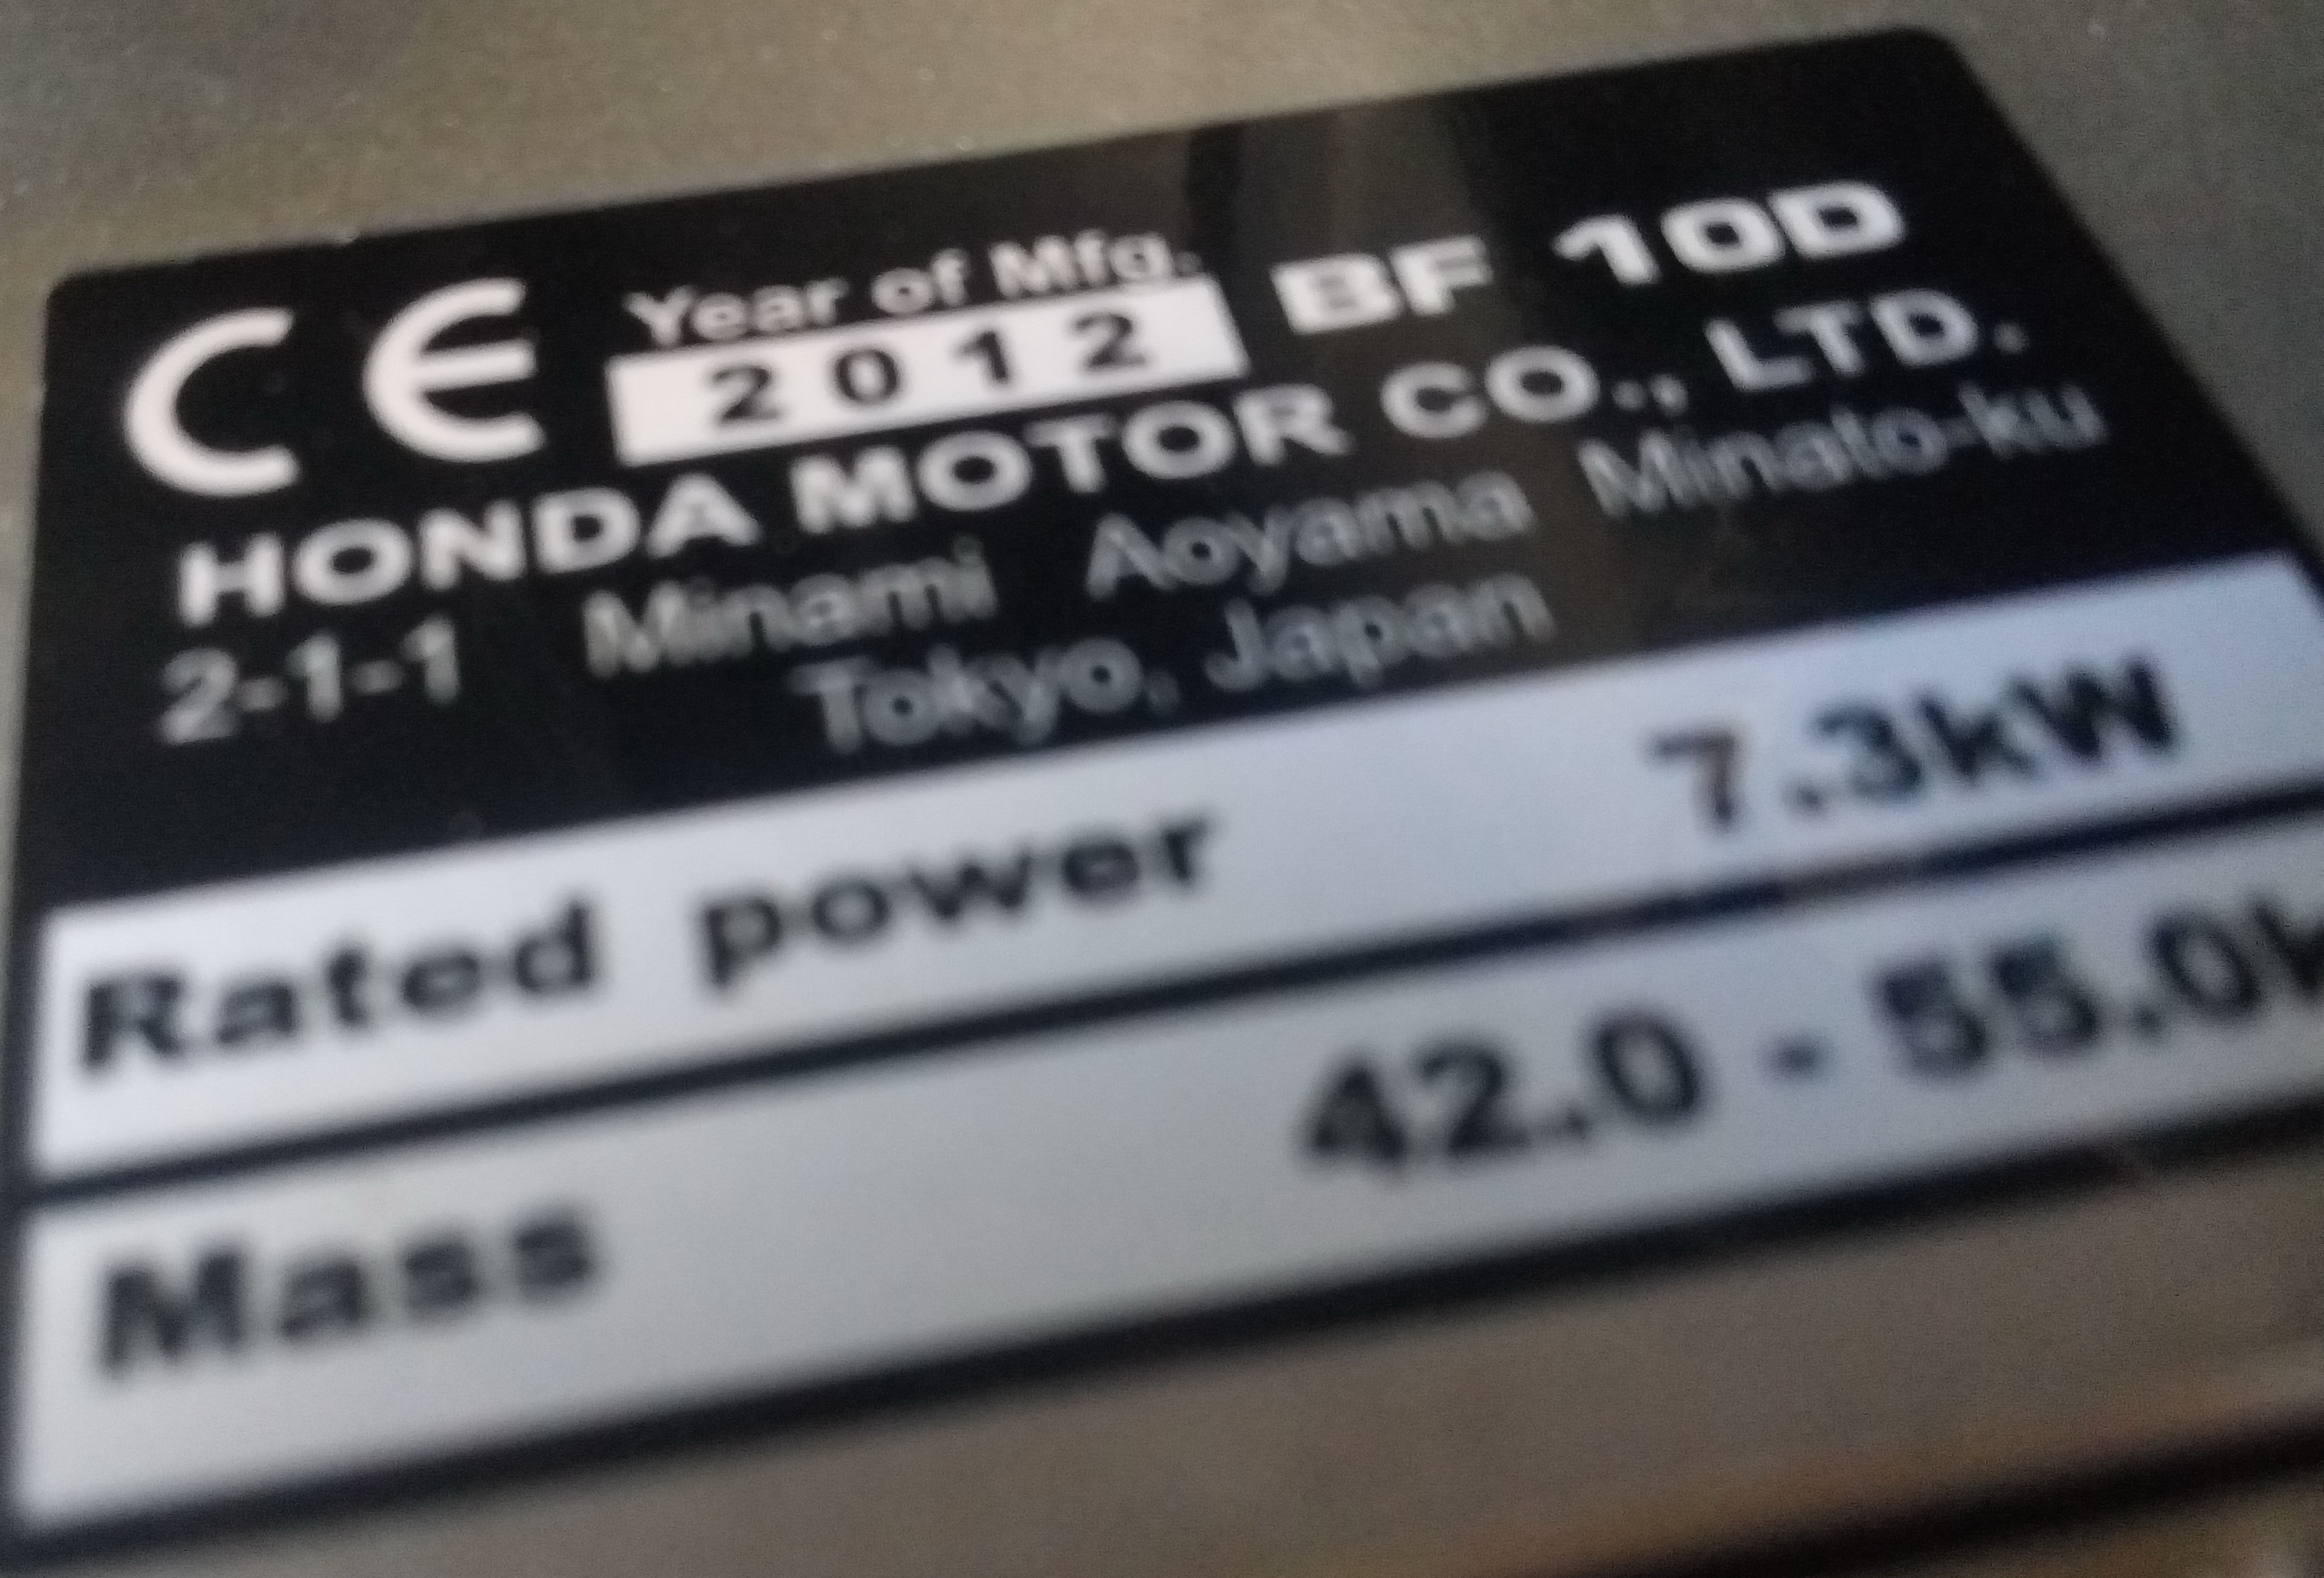 CE Year of Mfg. BF 10D
2012
HONDA MOTOR CO., LTD.
2-1-1 Minami Aoyama Minato-ku
Tokyo, Japan
Rated power 7.3kW
Mass 42.0 - 55.0k